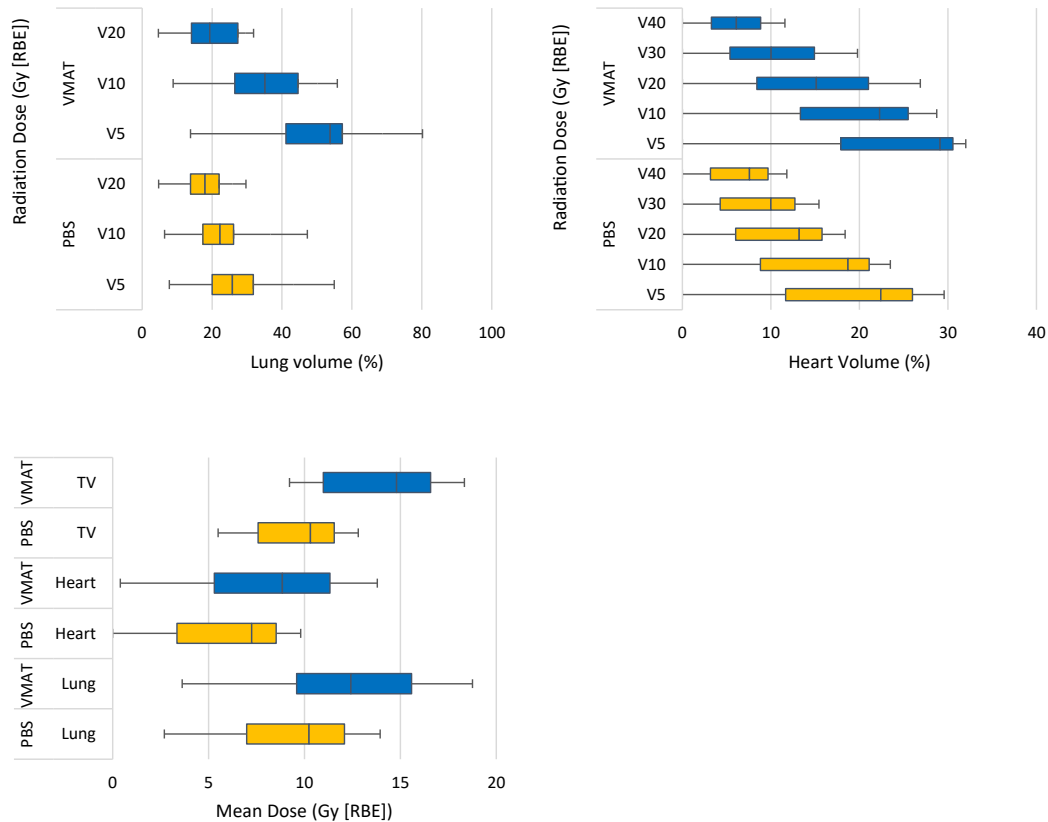 Radiation Dose (Gy [RBE])
VMAT
PBS
V20
V10
V5
V20
V10
V5
0 20 40 60 80 100
Lung volume (%)
Radiation Dose (Gy [RBE])
VMAT
PBS
V40
V30
V20
V10
V5
V40
V30
V20
V10
V5
0 10 20 30 40
Heart Volume (%)
VMAT TV
PBS TV
VMAT Heart
PBS Heart
VMAT Lung
PBS Lung
0 5 10 15 20
Mean Dose (Gy [RBE])